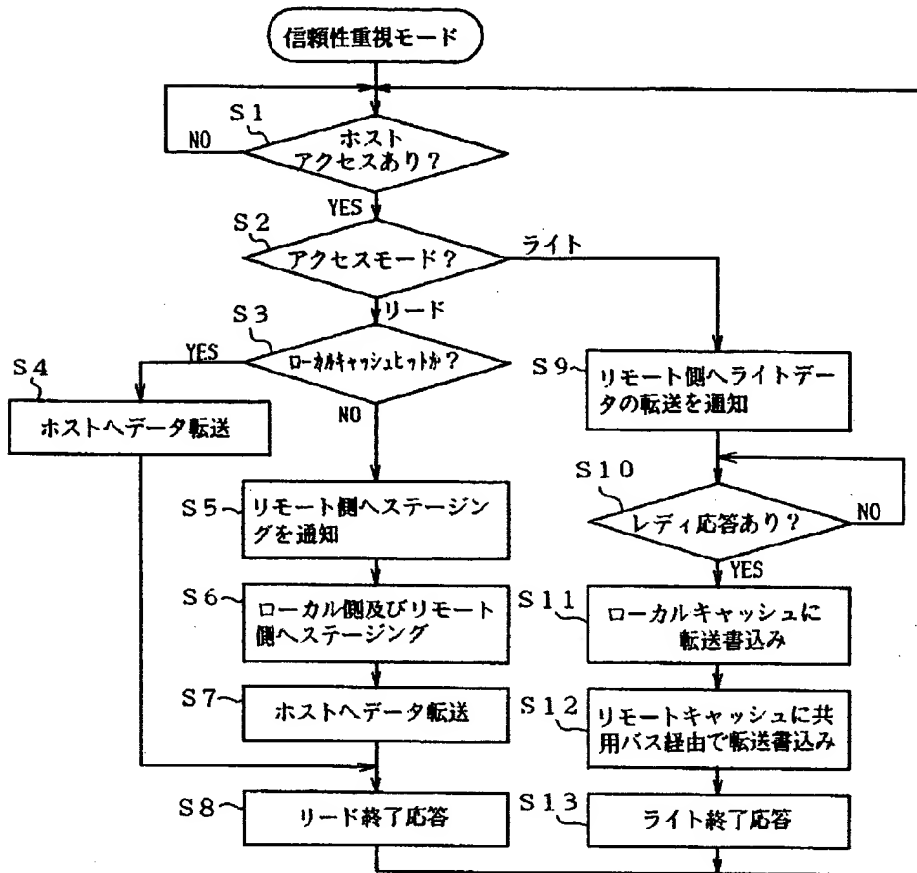 信頼性重視モード
S1
NO
ホスト
アクセスあり？
YES
S2
アクセスモード？
ライト
リード
S3
YES
ローカルキャッシュヒットか？
NO
S4
ホストへデータ転送
S5
リモート側へステージン
グを通知
S6
ローカル側及びリモート
側へステージング
S7
ホストへデータ転送
S8
リード終了応答
S9
リモート側へライトデー
タの転送を通知
S10
レディ応答あり？
NO
YES
S11
ローカルキャッシュに
転送書込み
S12
リモートキャッシュに共
用バス経由で転送書込み
S13
ライト終了応答